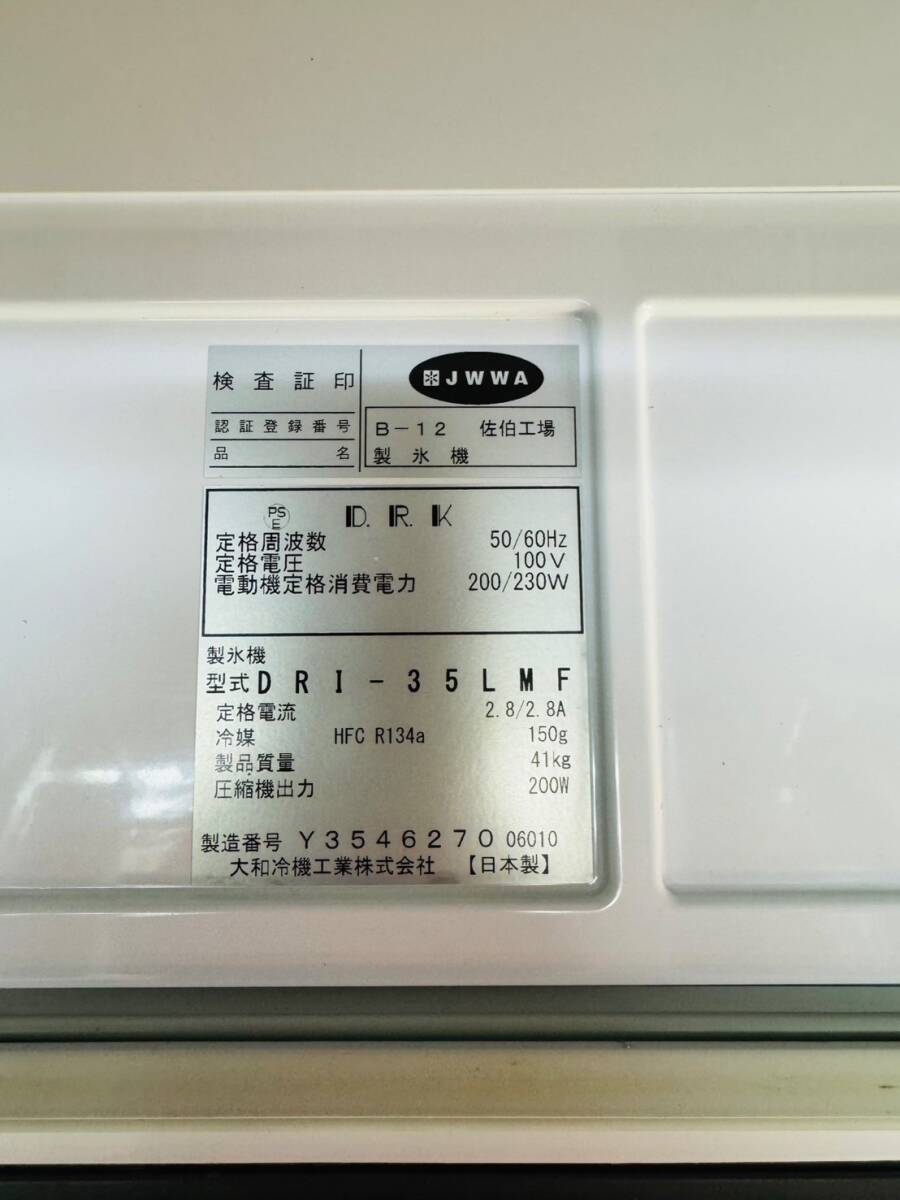 検査証印
JWWA
認証登録番号 B-12 佐伯工場
品名 製氷機
PSE D.R.K
定格周波数 50/60Hz
定格電圧 100V
電動機定格消費電力 200/230W
製氷機
型式 DRI-35LMF
定格電流 2.8/2.8A
冷媒 HFC R134a 150g
製品質量 41kg
圧縮機出力 200W
製造番号 Y3546270 06010
大和冷機工業株式会社 【日本製】